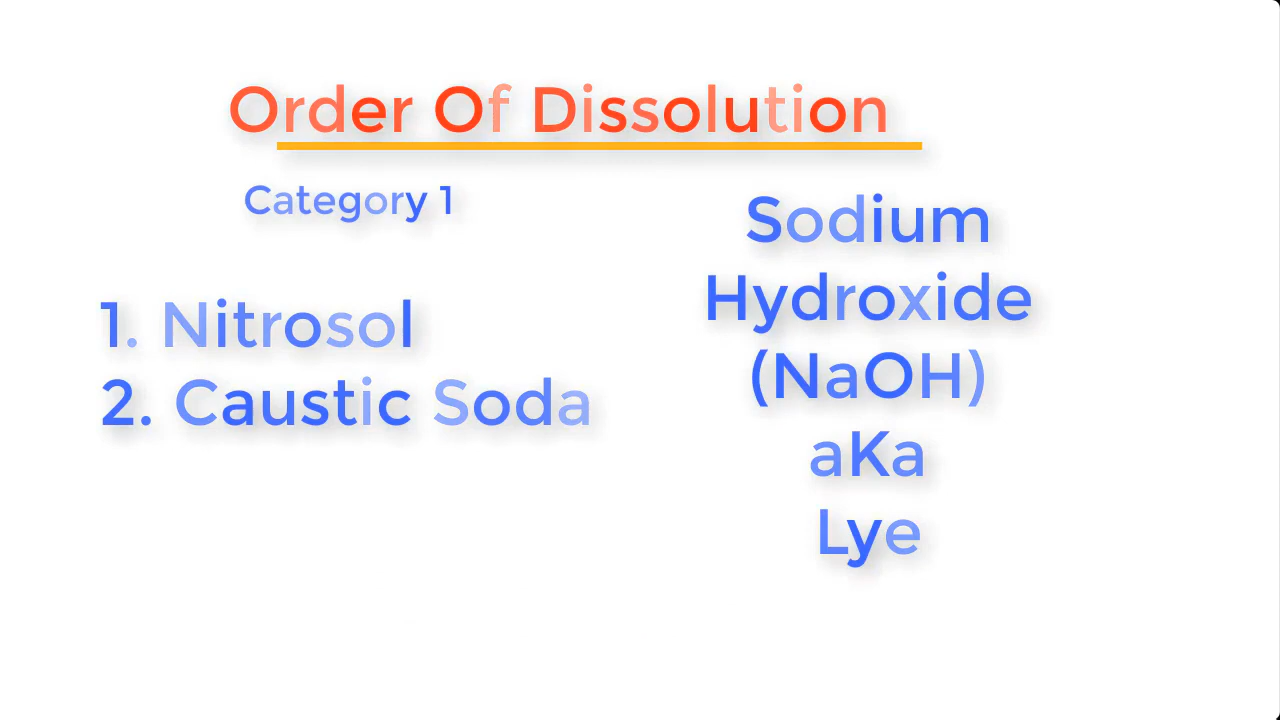 Order Of Dissolution
Category 1
1. Nitrosol
2. Caustic Soda
Sodium
Hydroxide
(NaOH)
aKa
Lye